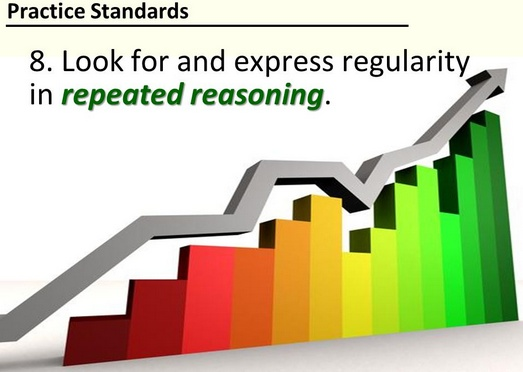 Practice Standards
8. Look for and express regularity
in repeated reasoning.